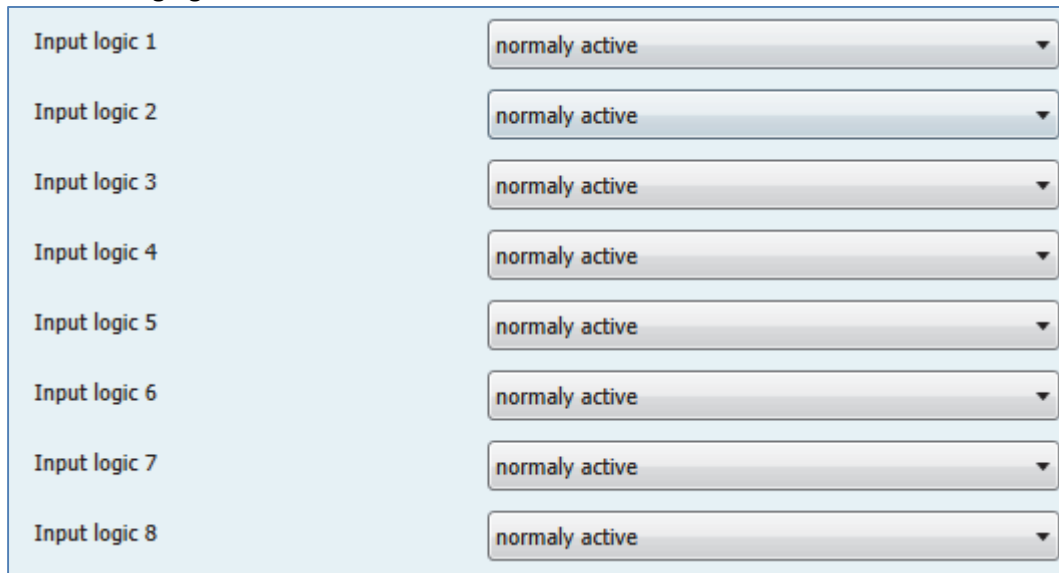 Input logic 1 normaly active
Input logic 2 normaly active
Input logic 3 normaly active
Input logic 4 normaly active
Input logic 5 normaly active
Input logic 6 normaly active
Input logic 7 normaly active
Input logic 8 normaly active